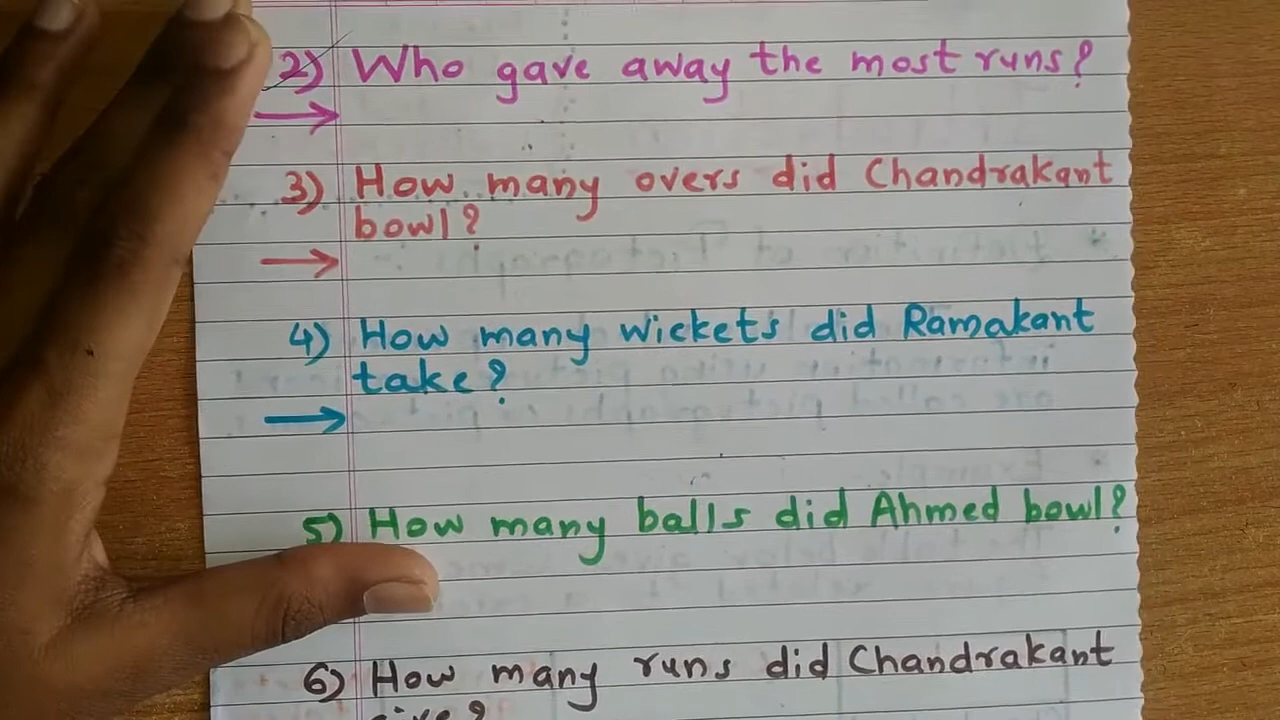 2) Who gave away the most runs?
3) How many overs did Chandrakant
bowl?
4) How many wickets did Ramakant
take?
5) How many balls did Ahmed bowl?
6) How many runs did Chandrakant
give?